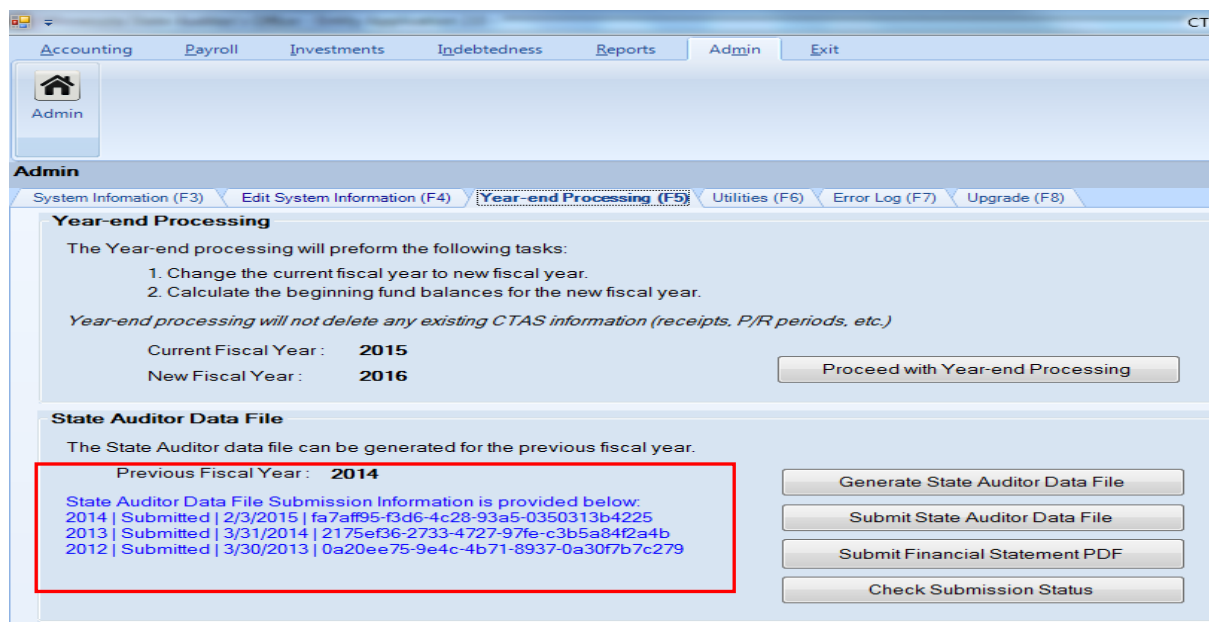 CT
Accounting Payroll Investments Indebtedness Reports Admin Exit
Admin
Admin
System Infomation (F3) Edit System Information (F4) Year-end Processing (F5) Utilities (F6) Error Log (F7) Upgrade (F8)
Year-end Processing
The Year-end processing will preform the following tasks:
1. Change the current fiscal year to new fiscal year.
2. Calculate the beginning fund balances for the new fiscal year.
Year-end processing will not delete any existing CTAS information (receipts, P/R periods, etc.)
Current Fiscal Year : 2015
New Fiscal Year : 2016
Proceed with Year-end Processing
State Auditor Data File
The State Auditor data file can be generated for the previous fiscal year.
Previous Fiscal Year : 2014
State Auditor Data File Submission Information is provided below:
2014 | Submitted | 2/3/2015 | fa7aff95-f3d6-4c28-93a5-0350313b4225
2013 | Submitted | 3/31/2014 | 2175ef36-2733-4727-97fe-c3b5a84f2a4b
2012 | Submitted | 3/30/2013 | 0a20ee75-9e4c-4b71-8937-0a30f7b7c279
Generate State Auditor Data File
Submit State Auditor Data File
Submit Financial Statement PDF
Check Submission Status